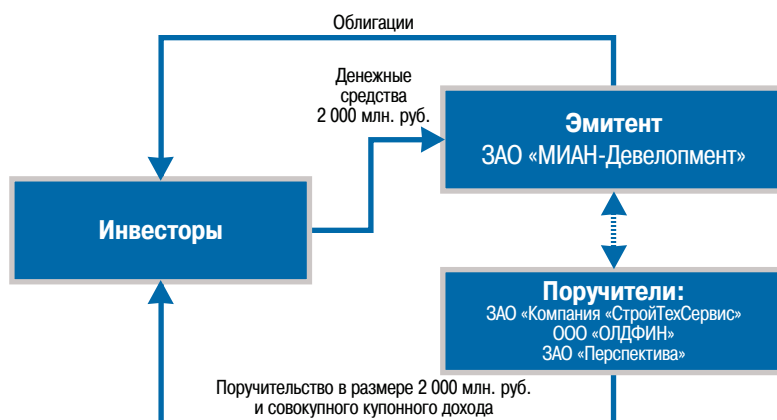 Облигации
Денежные
средства
2 000 млн. руб.
Эмитент
ЗАО «МИАН-Девелопмент»
Инвесторы
Поручители:
ЗАО «Компания «СтройТехСервис»
ООО «ОЛДФИН»
ЗАО «Перспектива»
Поручительство в размере 2 000 млн. руб.
и совокупного купонного дохода